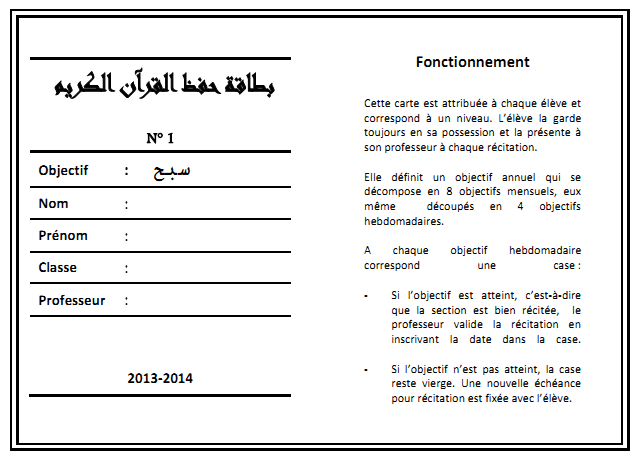 بطاقة حفظ القرآن الكريم
N° 1
Objectif : سبح
Nom :
Prénom :
Classe :
Professeur :
2013-2014
Fonctionnement
Cette carte est attribuée à chaque élève et
correspond à un niveau. L’élève la garde
toujours en sa possession et la présente à
son professeur à chaque récitation.
Elle définit un objectif annuel qui se
décompose en 8 objectifs mensuels, eux
même découpés en 4 objectifs
hebdomadaires.
A chaque objectif hebdomadaire
correspond une case :
- Si l’objectif est atteint, c’est-à-dire
que la section est bien récitée, le
professeur valide la récitation en
inscrivant la date dans la case.
- Si l’objectif n’est pas atteint, la case
reste vierge. Une nouvelle échéance
pour récitation est fixée avec l’élève.